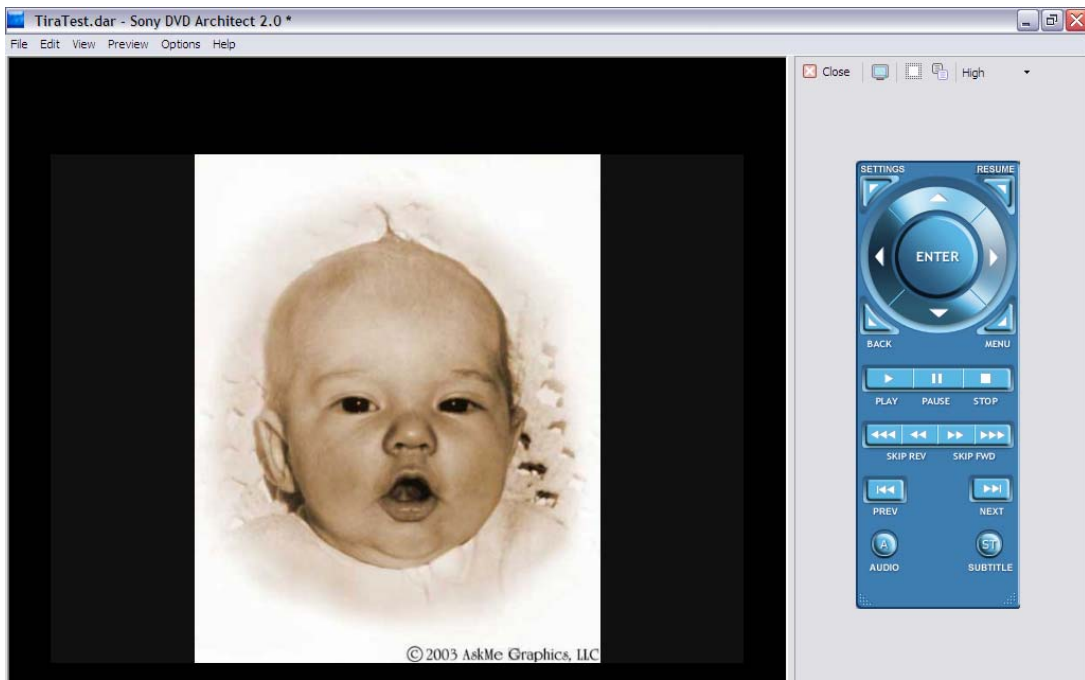 TiraTest.dar - Sony DVD Architect 2.0 *
File Edit View Preview Options Help
Close High
SETTINGS RESUME
ENTER
BACK MENU
PLAY PAUSE STOP
SKIP REV SKIP FWD
PREV NEXT
A ST
AUDIO SUBTITLE
©2003 AskMe Graphics, LLC